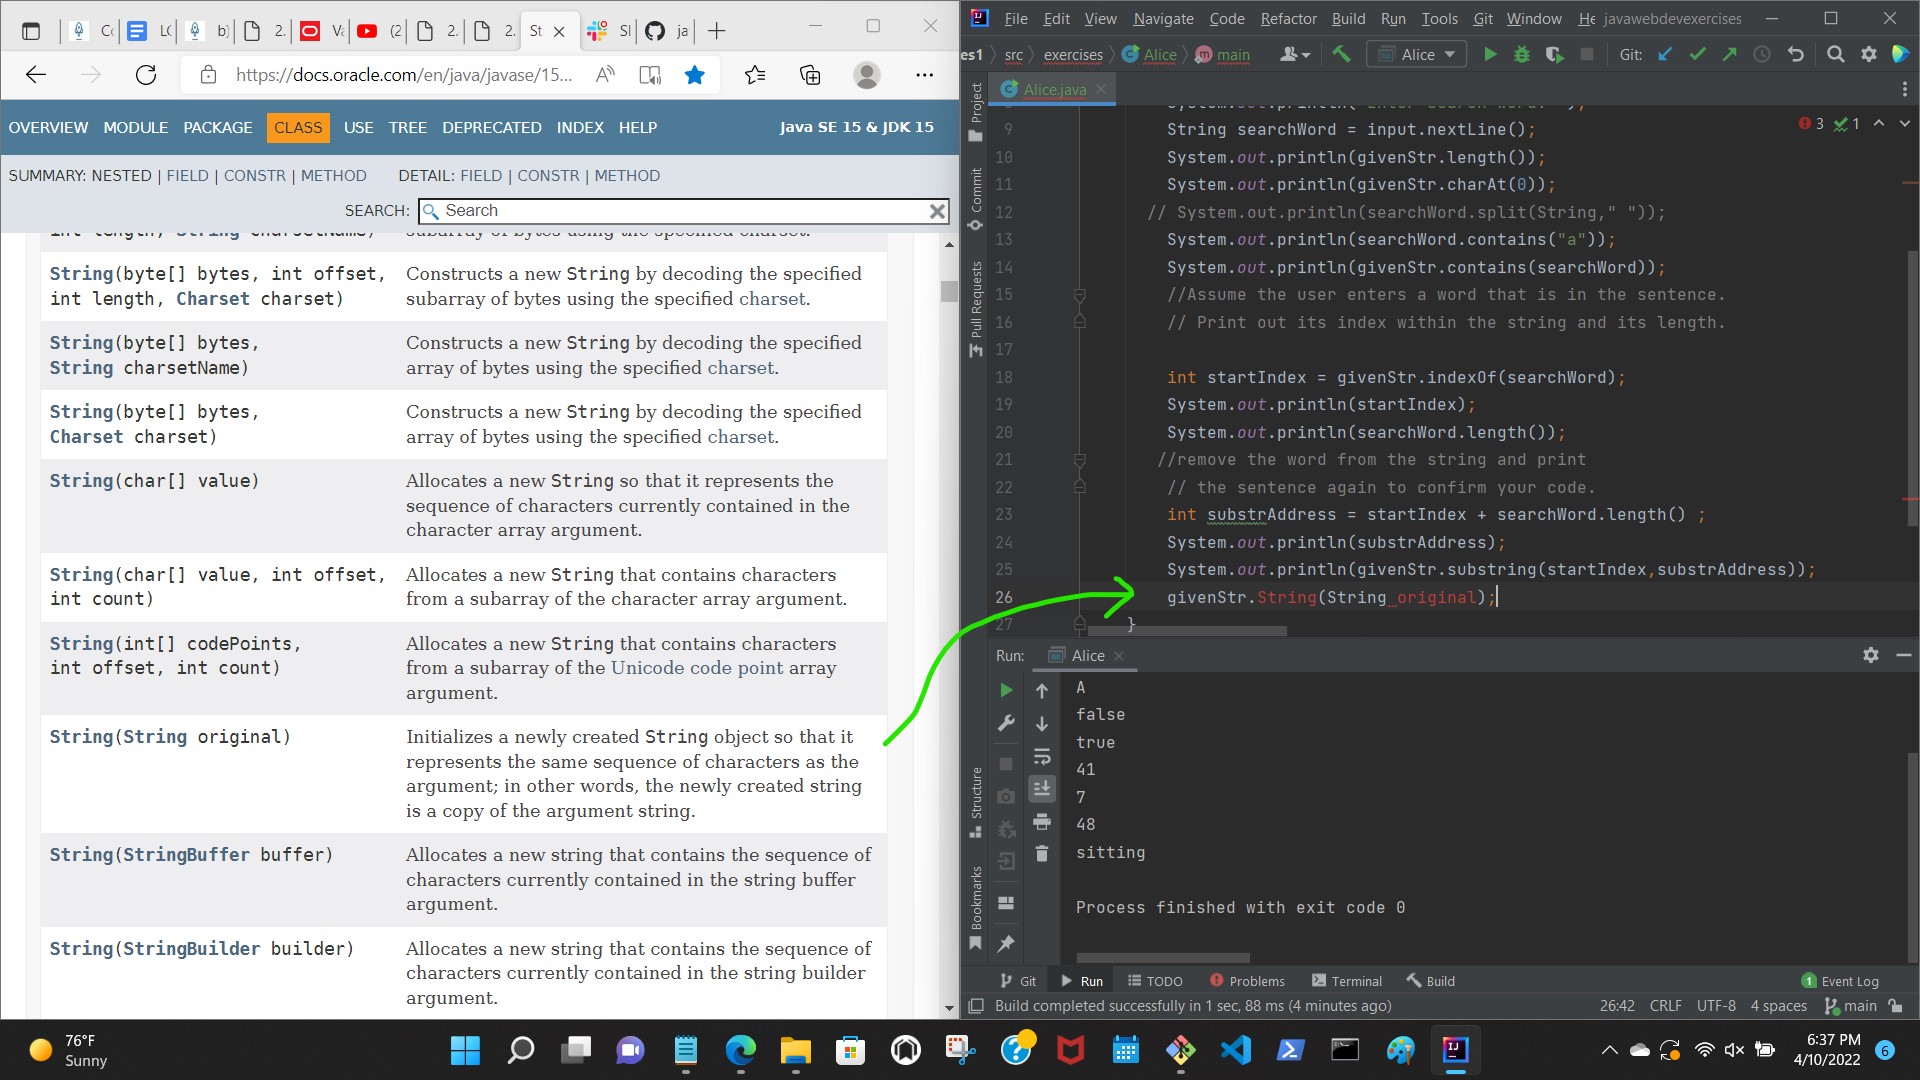 Cc
LC
b)
2.
Va
(2
2.
2.
St
Sl
ja
https://docs.oracle.com/en/java/javase/15...
OVERVIEW MODULE PACKAGE CLASS USE TREE DEPRECATED INDEX HELP
Java SE 15 & JDK 15
SUMMARY: NESTED | FIELD | CONSTR | METHOD DETAIL: FIELD | CONSTR | METHOD
SEARCH: Search
int length, String charsetName) subarray of bytes using the specified charset.
String(byte[] bytes, int offset, Constructs a new String by decoding the specified
int length, Charset charset) subarray of bytes using the specified charset.
String(byte[] bytes, Constructs a new String by decoding the specified
String charsetName) array of bytes using the specified charset.
String(byte[] bytes, Constructs a new String by decoding the specified
Charset charset) array of bytes using the specified charset.
String(char[] value) Allocates a new String so that it represents the
sequence of characters currently contained in the
character array argument.
String(char[] value, int offset, Allocates a new String that contains characters
int count) from a subarray of the character array argument.
String(int[] codePoints, Allocates a new String that contains characters
int offset, int count) from a subarray of the Unicode code point array
argument.
String(String original) Initializes a newly created String object so that it
represents the same sequence of characters as the
argument; in other words, the newly created string
is a copy of the argument string.
String(StringBuffer buffer) Allocates a new string that contains the sequence of
characters currently contained in the string buffer
argument.
String(StringBuilder builder) Allocates a new string that contains the sequence of
characters currently contained in the string builder
argument.
File Edit View Navigate Code Refactor Build Run Tools Git Window He javawebdevexercises
es1 src exercises Alice main Alice Git:
Project
Commit
Pull Requests
Structure
Bookmarks
Alice.java
3 1
9 String searchWord = input.nextLine();
10 System.out.println(givenStr.length());
11 System.out.println(givenStr.charAt(0));
12 // System.out.println(searchWord.split(String," "));
13 System.out.println(searchWord.contains("a"));
14 System.out.println(givenStr.contains(searchWord));
15 //Assume the user enters a word that is in the sentence.
16 // Print out its index within the string and its length.
17
18 int startIndex = givenStr.indexOf(searchWord);
19 System.out.println(startIndex);
20 System.out.println(searchWord.length());
21 //remove the word from the string and print
22 // the sentence again to confirm your code.
23 int substrAddress = startIndex + searchWord.length() ;
24 System.out.println(substrAddress);
25 System.out.println(givenStr.substring(startIndex,substrAddress));
26 givenStr.String(String original);
27 }
Run: Alice
A
false
true
41
7
48
sitting
Process finished with exit code 0
Git Run TODO Problems Terminal Build 1 Event Log
Build completed successfully in 1 sec, 88 ms (4 minutes ago) 26:42 CRLF UTF-8 4 spaces main
76°F
Sunny
6:37 PM
4/10/2022
6